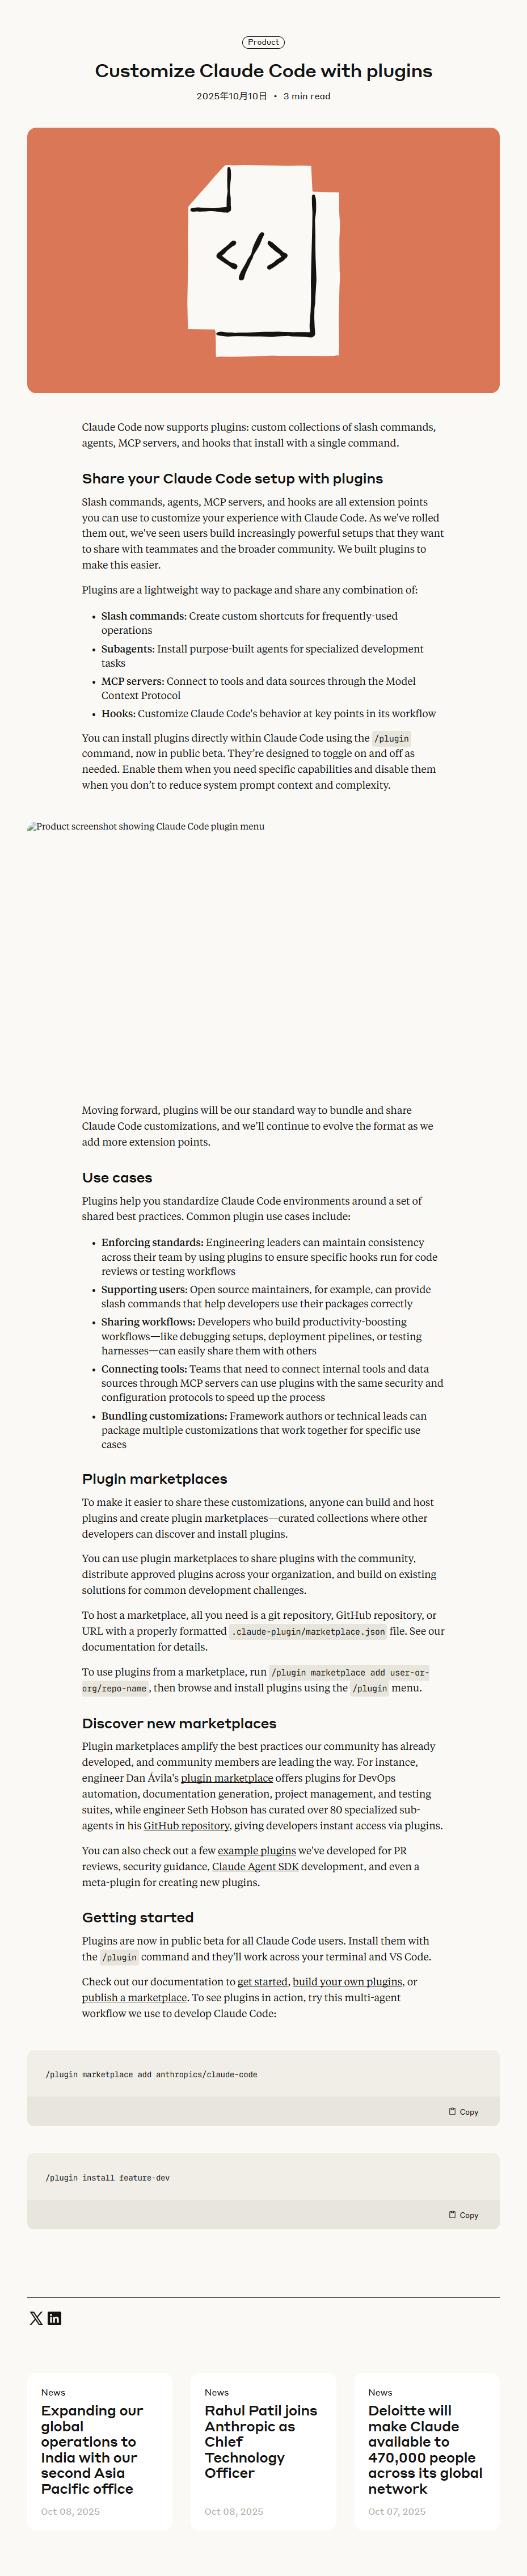 Product
Customize Claude Code with plugins
2025年10月10日 • 3 min read
</>
Claude Code now supports plugins: custom collections of slash commands,
agents, MCP servers, and hooks that install with a single command.
Share your Claude Code setup with plugins
Slash commands, agents, MCP servers, and hooks are all extension points
you can use to customize your experience with Claude Code. As we've rolled
them out, we've seen users build increasingly powerful setups that they want
to share with teammates and the broader community. We built plugins to
make this easier.
Plugins are a lightweight way to package and share any combination of:
• Slash commands: Create custom shortcuts for frequently-used
operations
• Subagents: Install purpose-built agents for specialized development
tasks
• MCP servers: Connect to tools and data sources through the Model
Context Protocol
• Hooks: Customize Claude Code's behavior at key points in its workflow
You can install plugins directly within Claude Code using the /plugin
command, now in public beta. They're designed to toggle on and off as
needed. Enable them when you need specific capabilities and disable them
when you don't to reduce system prompt context and complexity.
Product screenshot showing Claude Code plugin menu
Moving forward, plugins will be our standard way to bundle and share
Claude Code customizations, and we'll continue to evolve the format as we
add more extension points.
Use cases
Plugins help you standardize Claude Code environments around a set of
shared best practices. Common plugin use cases include:
• Enforcing standards: Engineering leaders can maintain consistency
across their team by using plugins to ensure specific hooks run for code
reviews or testing workflows
• Supporting users: Open source maintainers, for example, can provide
slash commands that help developers use their packages correctly
• Sharing workflows: Developers who build productivity-boosting
workflows—like debugging setups, deployment pipelines, or testing
harnesses—can easily share them with others
• Connecting tools: Teams that need to connect internal tools and data
sources through MCP servers can use plugins with the same security and
configuration protocols to speed up the process
• Bundling customizations: Framework authors or technical leads can
package multiple customizations that work together for specific use
cases
Plugin marketplaces
To make it easier to share these customizations, anyone can build and host
plugins and create plugin marketplaces—curated collections where other
developers can discover and install plugins.
You can use plugin marketplaces to share plugins with the community,
distribute approved plugins across your organization, and build on existing
solutions for common development challenges.
To host a marketplace, all you need is a git repository, GitHub repository, or
URL with a properly formatted .claude-plugin/marketplace.json file. See our
documentation for details.
To use plugins from a marketplace, run /plugin marketplace add user-or-
org/repo-name, then browse and install plugins using the /plugin menu.
Discover new marketplaces
Plugin marketplaces amplify the best practices our community has already
developed, and community members are leading the way. For instance,
engineer Dan Ávila's plugin marketplace offers plugins for DevOps
automation, documentation generation, project management, and testing
suites, while engineer Seth Hobson has curated over 80 specialized sub-
agents in his GitHub repository, giving developers instant access via plugins.
You can also check out a few example plugins we've developed for PR
reviews, security guidance, Claude Agent SDK development, and even a
meta-plugin for creating new plugins.
Getting started
Plugins are now in public beta for all Claude Code users. Install them with
the /plugin command and they'll work across your terminal and VS Code.
Check out our documentation to get started, build your own plugins, or
publish a marketplace. To see plugins in action, try this multi-agent
workflow we use to develop Claude Code:
/plugin marketplace add anthropics/claude-code
Copy
/plugin install feature-dev
Copy
X in
News
Expanding our
global
operations to
India with our
second Asia
Pacific office
Oct 08, 2025
News
Rahul Patil joins
Anthropic as
Chief
Technology
Officer
Oct 08, 2025
News
Deloitte will
make Claude
available to
470,000 people
across its global
network
Oct 07, 2025